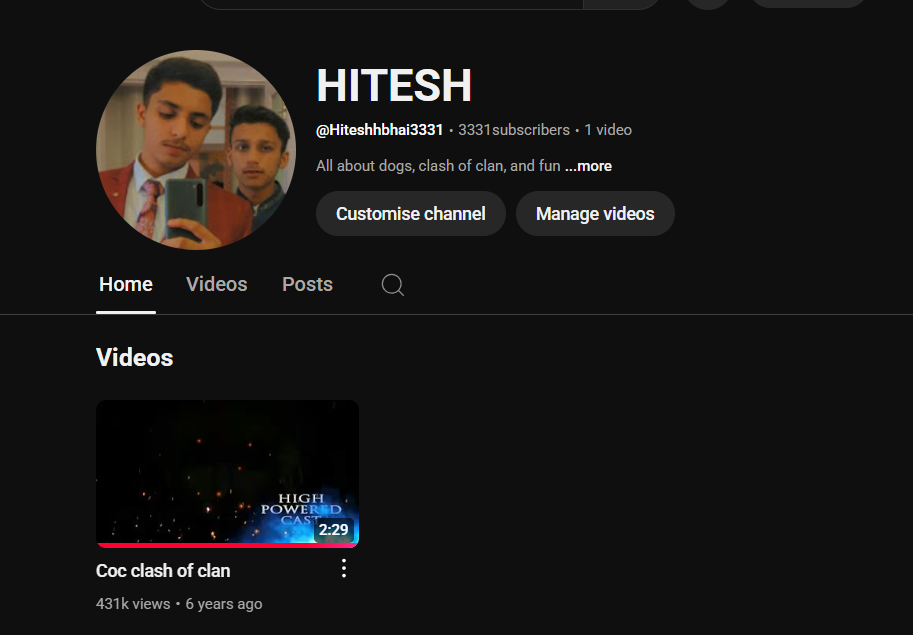 HITESH
@Hiteshhbhai3331 • 3331subscribers • 1 video
All about dogs, clash of clan, and fun ...more
Customise channel Manage videos
Home Videos Posts
Videos
HIGH
POWERED
CAST
2:29
Coc clash of clan
431k views • 6 years ago